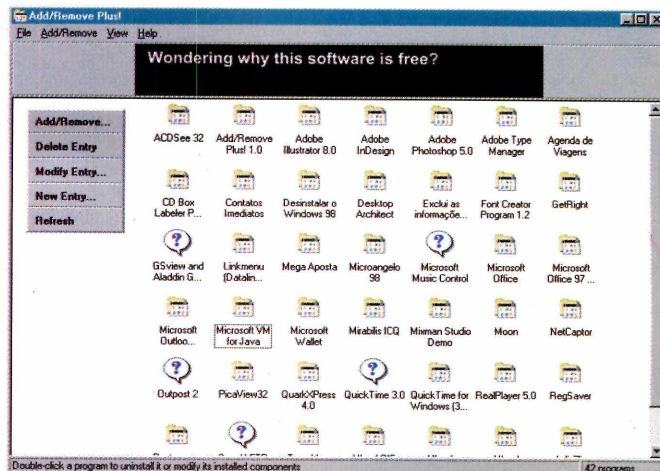 Add/Remove Plus!
File Add/Remove View Help
Wondering why this software is free?
Add/Remove...
Delete Entry
Modify Entry...
New Entry...
Refresh
ACDSee 32
Add/Remove Plus! 1.0
Adobe Illustrator 8.0
Adobe InDesign
Adobe Photoshop 5.0
Adobe Type Manager
Agenda de Viagens
CD Box Labeler P...
Contatos Imediatos
Desinstalar o Windows 98
Desktop Architect
Exclui as informaçõe...
Font Creator Program 1.2
GetRight
GSview and Aladdin G...
Linkmenu (Datalin...
Mega Aposta
Microangelo 98
Microsoft Music Control
Microsoft Office
Microsoft Office 97 ...
Microsoft Outloo...
Microsoft VM for Java
Microsoft Wallet
Mirabilis ICQ
Mixman Studio Demo
Moon
NetCaptor
Outpost 2
PicaView32
QuarkXPress 4.0
QuickTime 3.0
QuickTime for Windows (3...
RealPlayer 5.0
RegSaver
Double-click a program to uninstall it or modify its installed components
42 programs